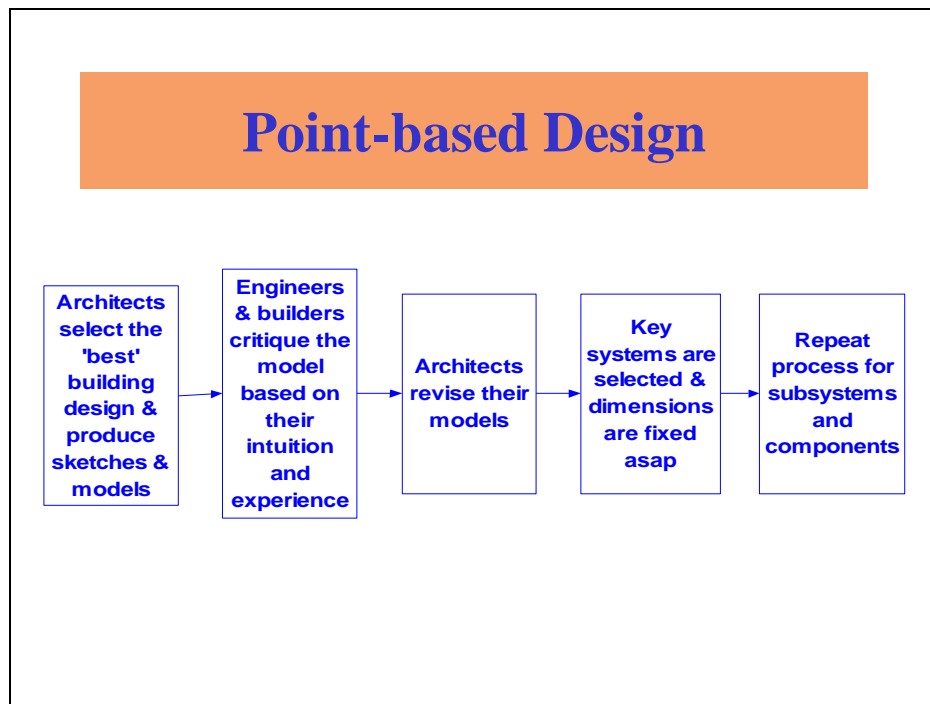 Point-based Design
Architects
select the
'best'
building
design &
produce
sketches &
models
Engineers
& builders
critique the
model
based on
their
intuition
and
experience
Architects
revise their
models
Key
systems are
selected &
dimensions
are fixed
asap
Repeat
process for
subsystems
and
components